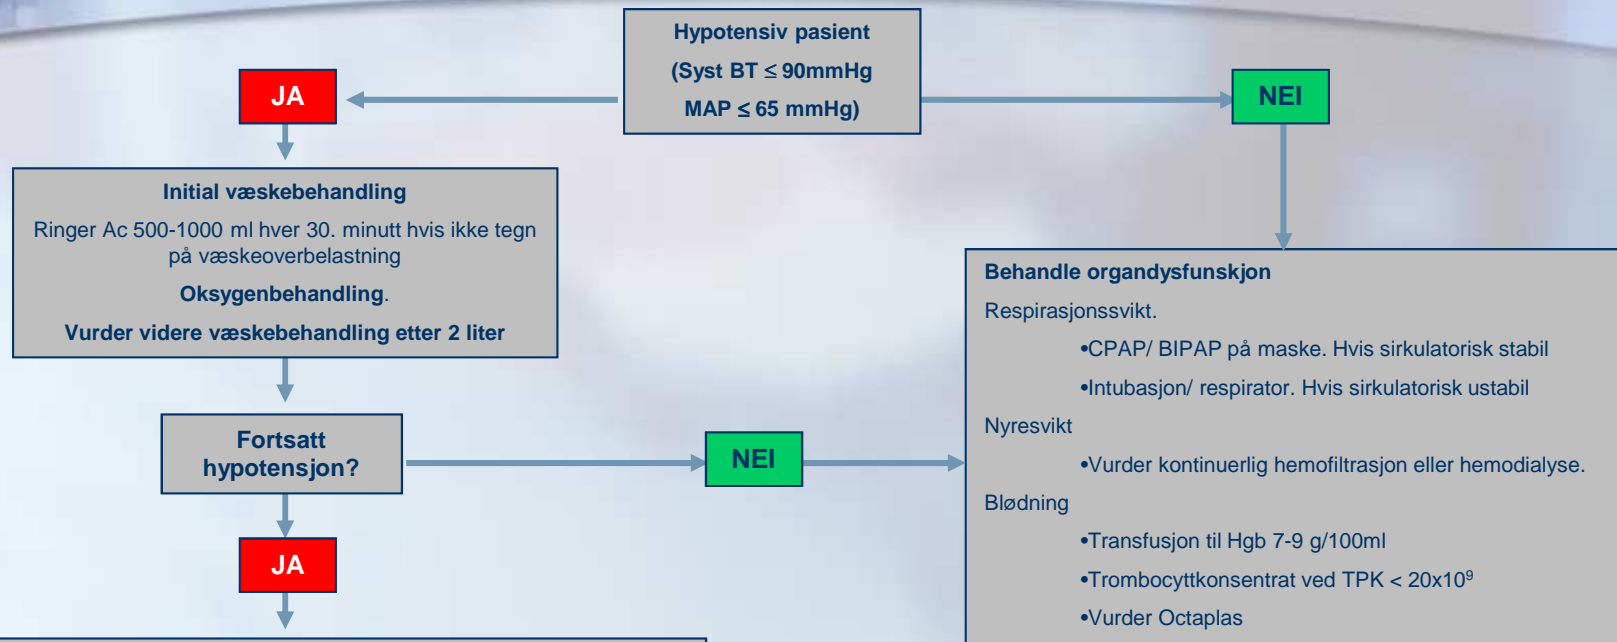 Hypotensiv pasient
(Syst BT ≤ 90mmHg
MAP ≤ 65 mmHg)
JA
NEI
Initial væskebehandling
Ringer Ac 500-1000 ml hver 30. minutt hvis ikke tegn
på væskeoverbelastning
Oksygenbehandling.
Vurder videre væskebehandling etter 2 liter
Fortsatt
hypotensjon?
NEI
JA
Behandle organdysfunskjon
Respirasjonssvikt.
•CPAP/ BIPAP på maske. Hvis sirkulatorisk stabil
•Intubasjon/ respirator. Hvis sirkulatorisk ustabil
Nyresvikt
•Vurder kontinuerlig hemofiltrasjon eller hemodialyse.
Blødning
•Transfusjon til Hgb 7-9 g/100ml
•Trombocyttkonsentrat ved TPK < 20x10⁹
•Vurder Octaplas